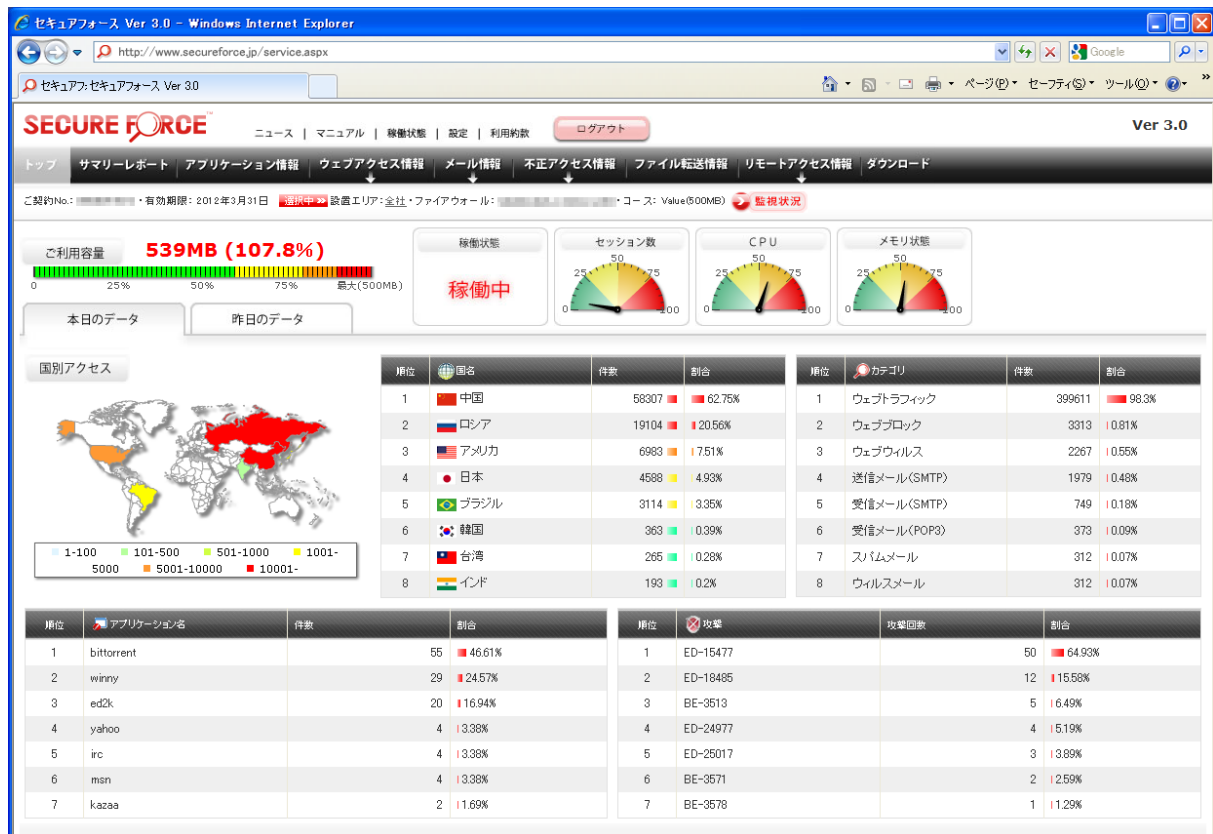 セキュアフォース Ver 3.0 - Windows Internet Explorer
http://www.secureforce.jp/service.aspx
Google
セキュアフ: セキュアフォース Ver 3.0
ページ(P) セーフティ(S) ツール(O)
SECURE FORCE
ニュース | マニュアル | 稼働状態 | 設定 | 利用約款
ログアウト
Ver 3.0
トップ サマリーレポート アプリケーション情報 ウェブアクセス情報 メール情報 不正アクセス情報 ファイル転送情報 リモートアクセス情報 ダウンロード
ご契約No.: ・有効期限: 2012年3月31日 選択中 設置エリア: 全社・ファイアウォール: ・コース: Value(500MB) 監視状況
ご利用容量 539MB (107.8%)
0 25% 50% 75% 最大(500MB)
稼働状態
稼働中
セッション数
0 25 50 75 100
CPU
0 25 50 75 100
メモリ状態
0 25 50 75 100
本日のデータ 昨日のデータ
国別アクセス
1-100 101-500 501-1000 1001-
5000 5001-10000 10001-
順位 国名 件数 割合
1 中国 58307 62.75%
2 ロシア 19104 20.56%
3 アメリカ 6983 7.51%
4 日本 4588 4.93%
5 ブラジル 3114 3.35%
6 韓国 363 0.39%
7 台湾 265 0.28%
8 インド 193 0.2%
順位 カテゴリ 件数 割合
1 ウェブトラフィック 399611 98.3%
2 ウェブブロック 3313 0.81%
3 ウェブウィルス 2267 0.55%
4 送信メール(SMTP) 1979 0.48%
5 受信メール(SMTP) 749 0.18%
6 受信メール(POP3) 373 0.09%
7 スパムメール 312 0.07%
8 ウィルスメール 312 0.07%
順位 アプリケーション名 件数 割合
1 bittorrent 55 46.61%
2 winny 29 24.57%
3 ed2k 20 16.94%
4 yahoo 4 3.38%
5 irc 4 3.38%
6 msn 4 3.38%
7 kazaa 2 1.69%
順位 攻撃 攻撃回数 割合
1 ED-15477 50 64.93%
2 ED-18485 12 15.58%
3 BE-3513 5 6.49%
4 ED-24977 4 5.19%
5 ED-25017 3 3.89%
6 BE-3571 2 2.59%
7 BE-3578 1 1.29%